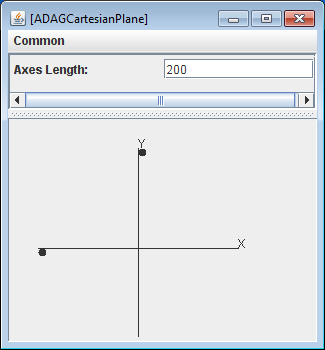 [ADAGCartesianPlane]
Common
Axes Length: 200
Y
X